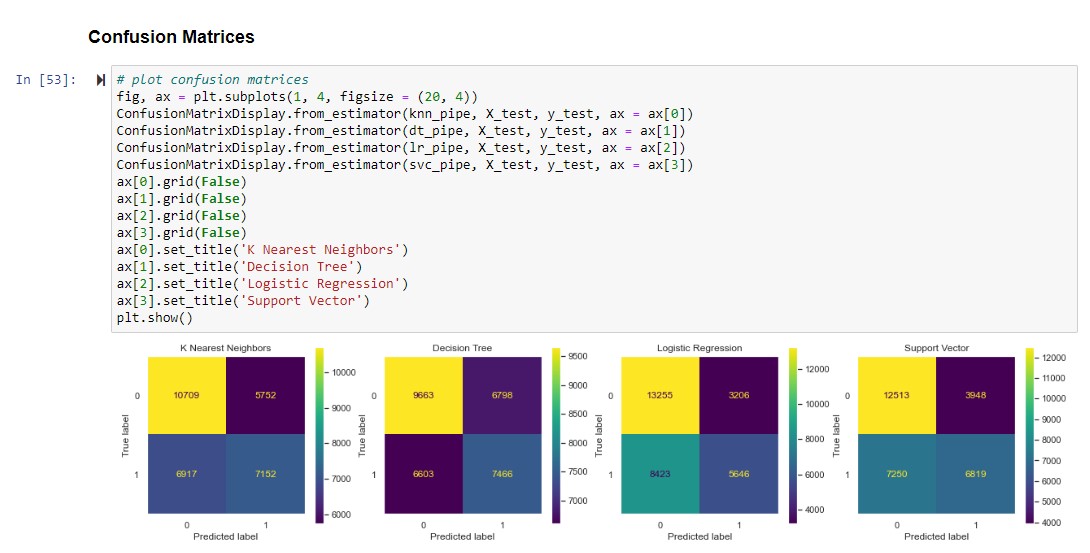 Confusion Matrices
In [53]:
# plot confusion matrices
fig, ax = plt.subplots(1, 4, figsize = (20, 4))
ConfusionMatrixDisplay.from_estimator(knn_pipe, X_test, y_test, ax = ax[0])
ConfusionMatrixDisplay.from_estimator(dt_pipe, X_test, y_test, ax = ax[1])
ConfusionMatrixDisplay.from_estimator(lr_pipe, X_test, y_test, ax = ax[2])
ConfusionMatrixDisplay.from_estimator(svc_pipe, X_test, y_test, ax = ax[3])
ax[0].grid(False)
ax[1].grid(False)
ax[2].grid(False)
ax[3].grid(False)
ax[0].set_title('K Nearest Neighbors')
ax[1].set_title('Decision Tree')
ax[2].set_title('Logistic Regression')
ax[3].set_title('Support Vector')
plt.show()
K Nearest Neighbors
True label
0
10709
5752
1
6917
7152
0
1
Predicted label
10000
9000
8000
7000
6000
Decision Tree
True label
0
9663
6798
1
6603
7466
0
1
Predicted label
9500
9000
8500
8000
7500
7000
Logistic Regression
True label
0
13255
3206
1
8423
5646
0
1
Predicted label
12000
10000
8000
6000
4000
Support Vector
True label
0
12513
3948
1
7250
6819
0
1
Predicted label
12000
11000
10000
9000
8000
7000
6000
5000
4000